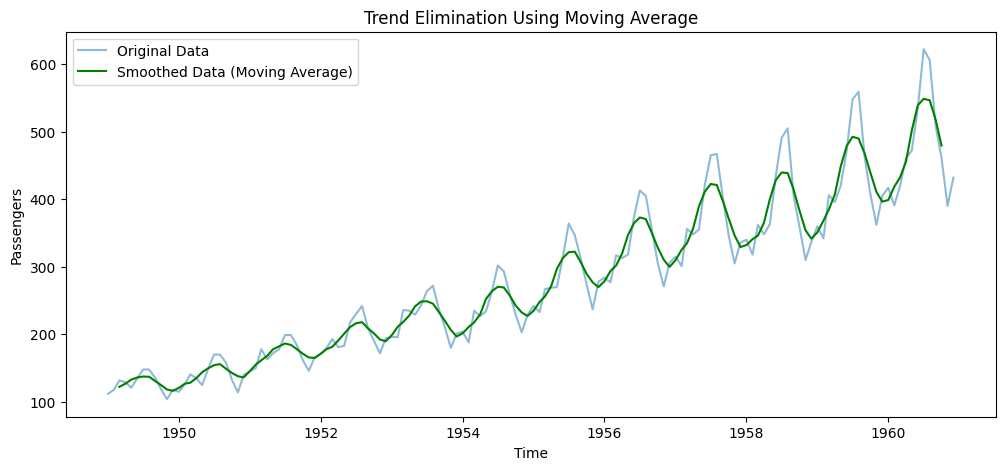 Trend Elimination Using Moving Average
Original Data
Smoothed Data (Moving Average)
600
500
400
300
200
100
Passengers
1950 1952 1954 1956 1958 1960
Time